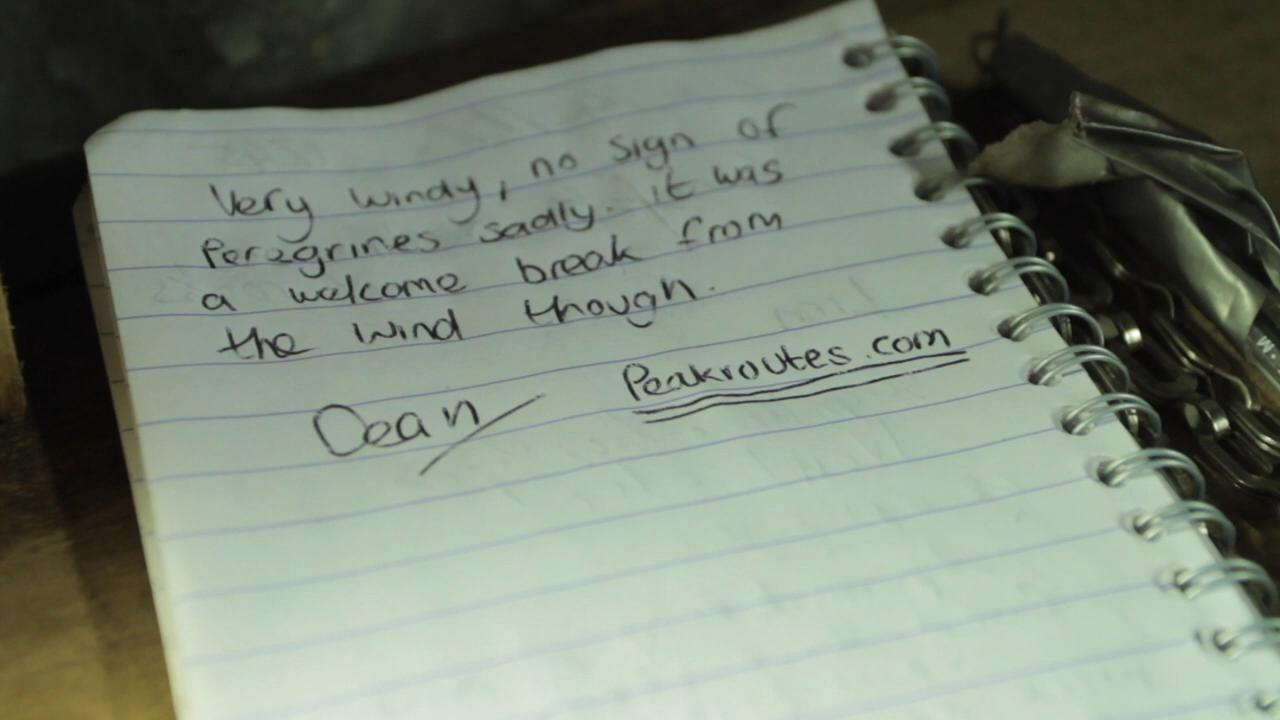 Very windy, no sign of
Peregrines sadly. it was
a welcome break from
the wind though.
Peakroutes.com
Dean